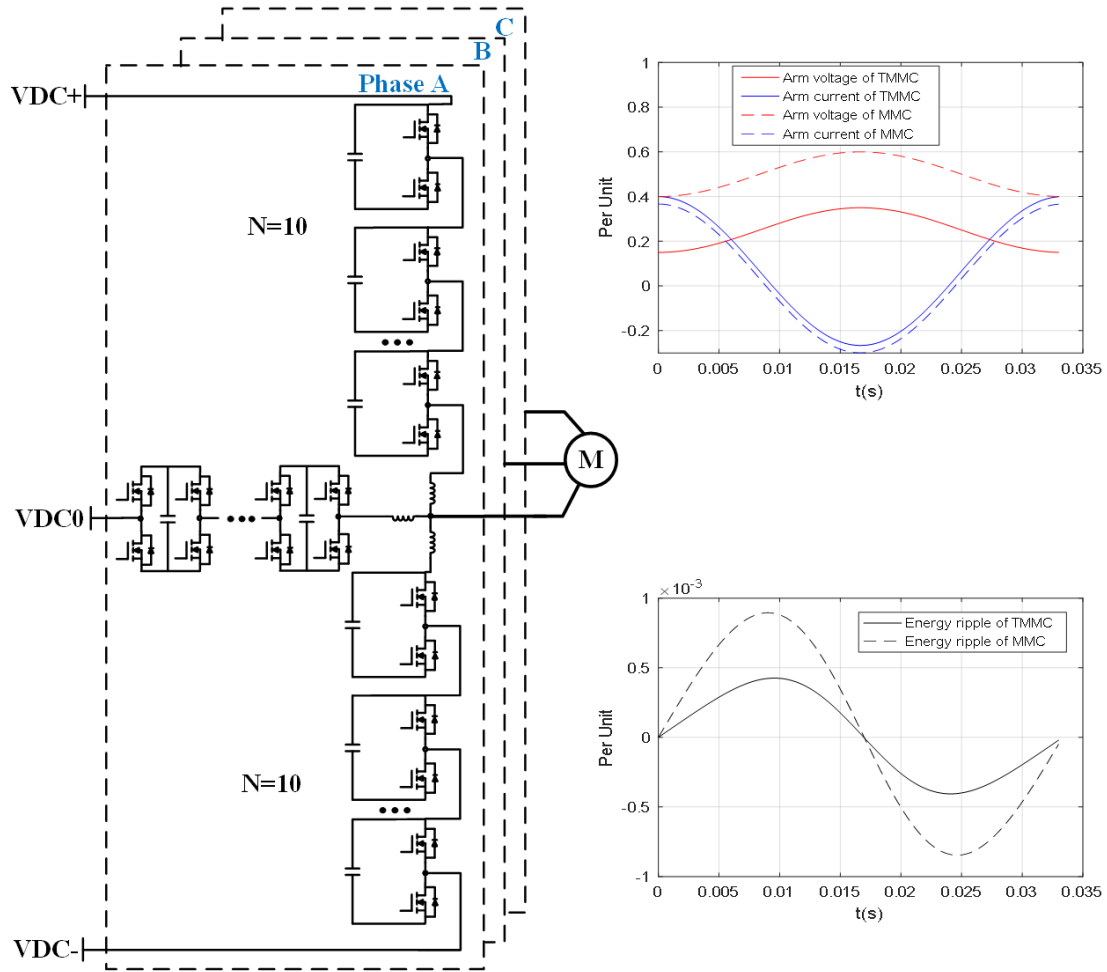 C
B
Phase A
VDC+
N=10
VDC0
M
N=10
VDC-
Arm voltage of TMMC
Arm current of TMMC
Arm voltage of MMC
Arm current of MMC
1
0.8
0.6
0.4
0.2
0
-0.2
Per Unit
0 0.005 0.01 0.015 0.02 0.025 0.03 0.035
t(s)
× 10-3
Energy ripple of TMMC
Energy ripple of MMC
1
0.5
0
-0.5
-1
Per Unit
0 0.005 0.01 0.015 0.02 0.025 0.03 0.035
t(s)